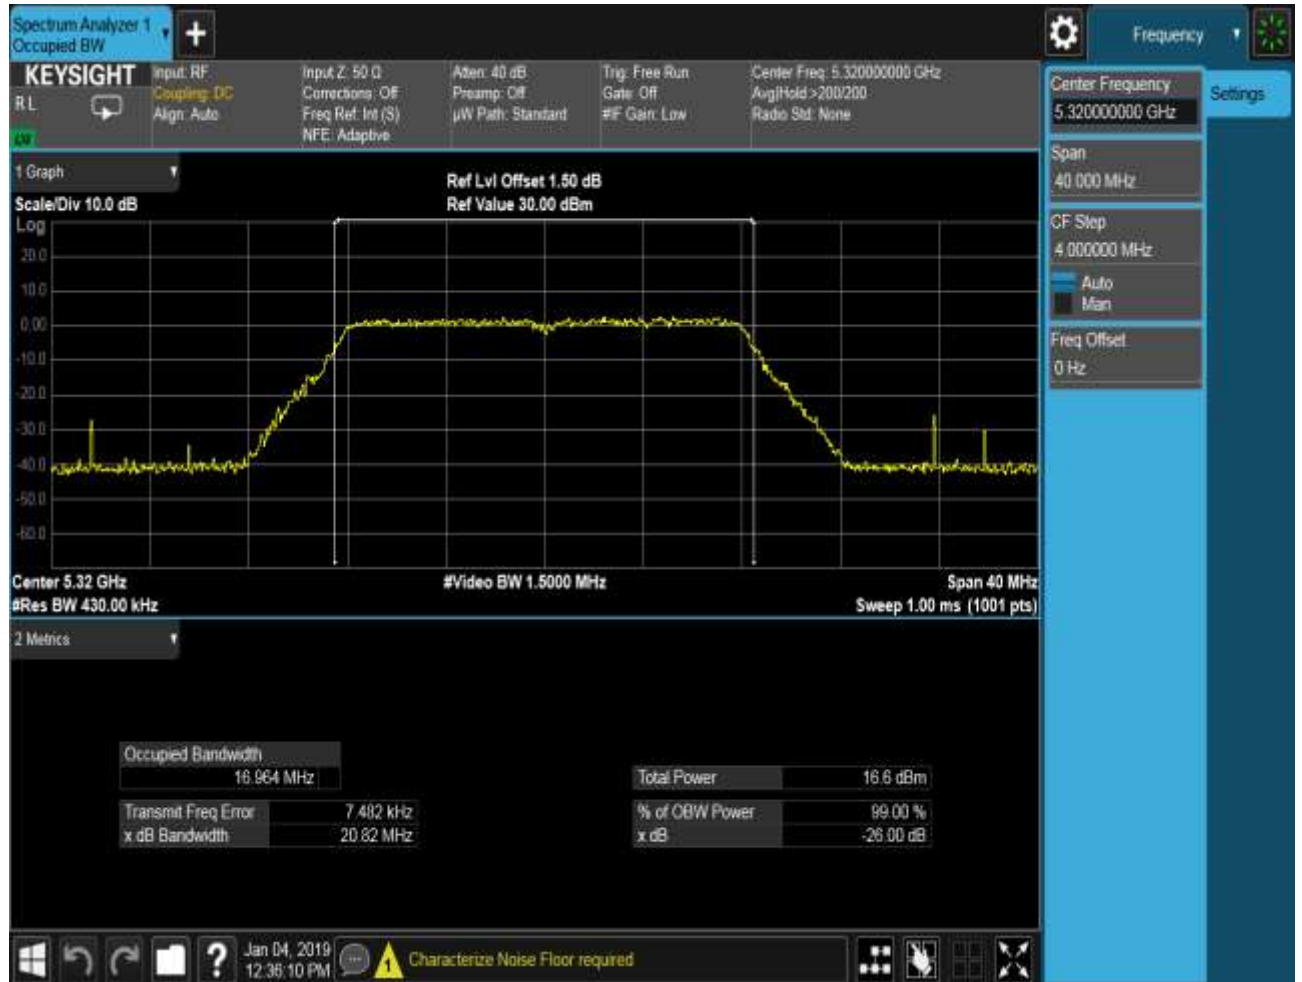 Spectrum Analyzer 1
Occupied BW
Frequency
KEYSIGHT
RL
Input: RF
Coupling: DC
Align: Auto
Input Z: 50 Ω
Corrections: Off
Freq Ref: Int (S)
NFE: Adaptive
Atten: 40 dB
Preamp: Off
µW Path: Standard
Trig: Free Run
Gate: Off
#IF Gain: Low
Center Freq: 5.320000000 GHz
Avg|Hold:>200/200
Radio Std: None
Center Frequency
5.320000000 GHz
Settings
Span
40.000 MHz
CF Step
4.000000 MHz
Auto
Man
Freq Offset
0 Hz
1 Graph
Scale/Div 10.0 dB
Ref Lvl Offset 1.50 dB
Ref Value 30.00 dBm
Log
20.0
10.0
0.00
-10.0
-20.0
-30.0
-40.0
-50.0
-60.0
Center 5.32 GHz
#Video BW 1.5000 MHz
Span 40 MHz
#Res BW 430.00 kHz
Sweep 1.00 ms (1001 pts)
2 Metrics
Occupied Bandwidth
16.964 MHz
Total Power 16.6 dBm
Transmit Freq Error 7.482 kHz
% of OBW Power 99.00 %
x dB Bandwidth 20.82 MHz
x dB -26.00 dB
?
Jan 04, 2019
12:36:10 PM
1
Characterize Noise Floor required